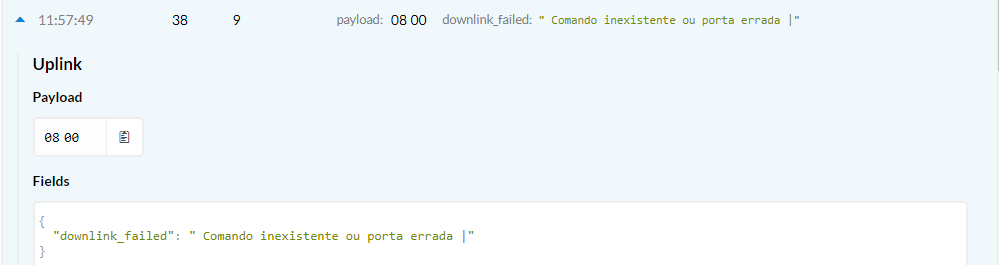 11:57:49 38 9 payload: 08 00 downlink_failed: " Comando inexistente ou porta errada |"
Uplink
Payload
08 00
Fields
{
"downlink_failed": " Comando inexistente ou porta errada |"
}